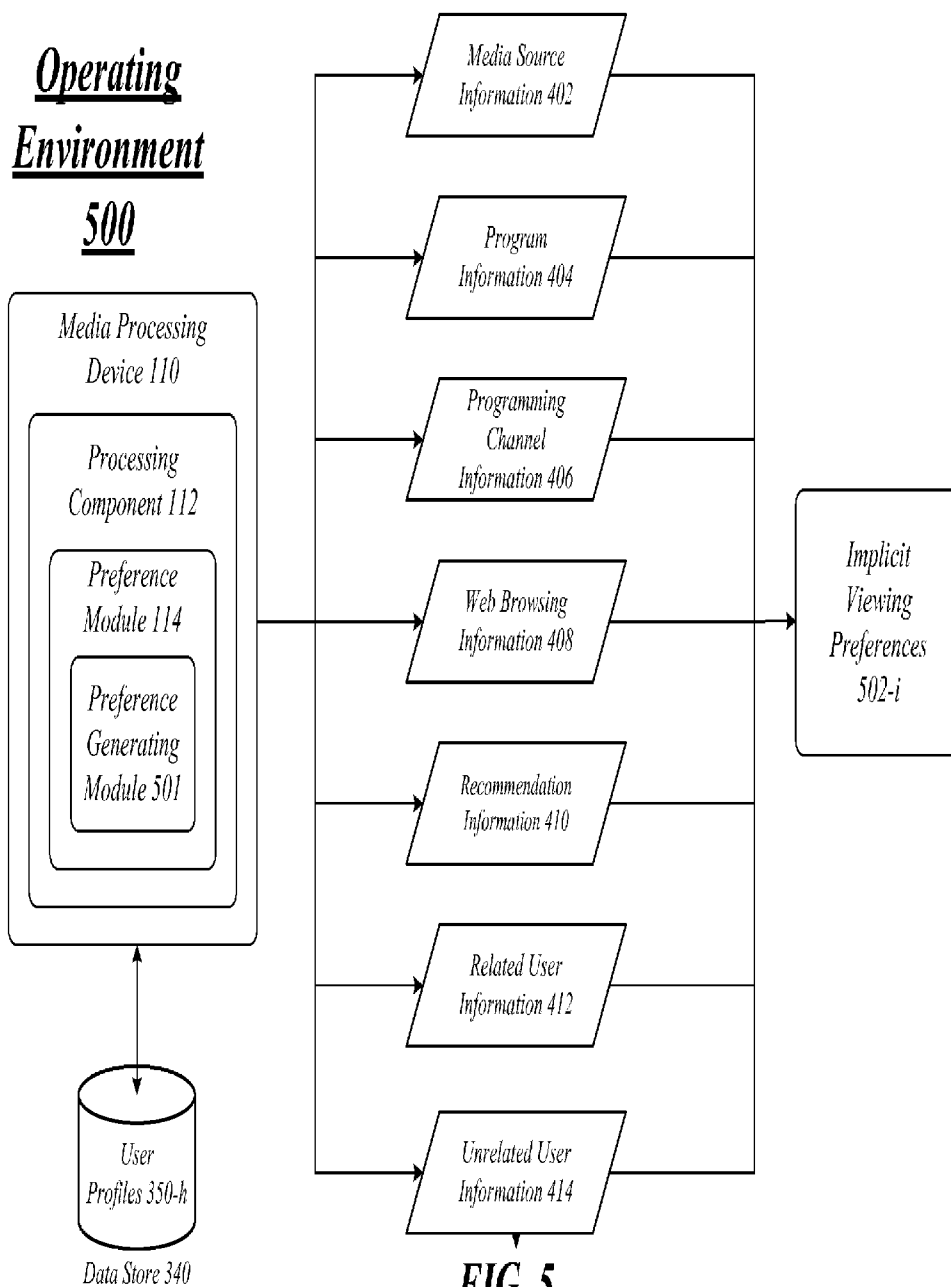 Operating
Environment
500
Media Processing
Device 110
Processing
Component 112
Preference
Module 114
Preference
Generating
Module 501
User
Profiles 350-h
Data Store 340
Media Source
Information 402
Program
Information 404
Programming
Channel
Information 406
Web Browsing
Information 408
Recommendation
Information 410
Related User
Information 412
Unrelated User
Information 414
Implicit
Viewing
Preferences
502-i
FIG. 5